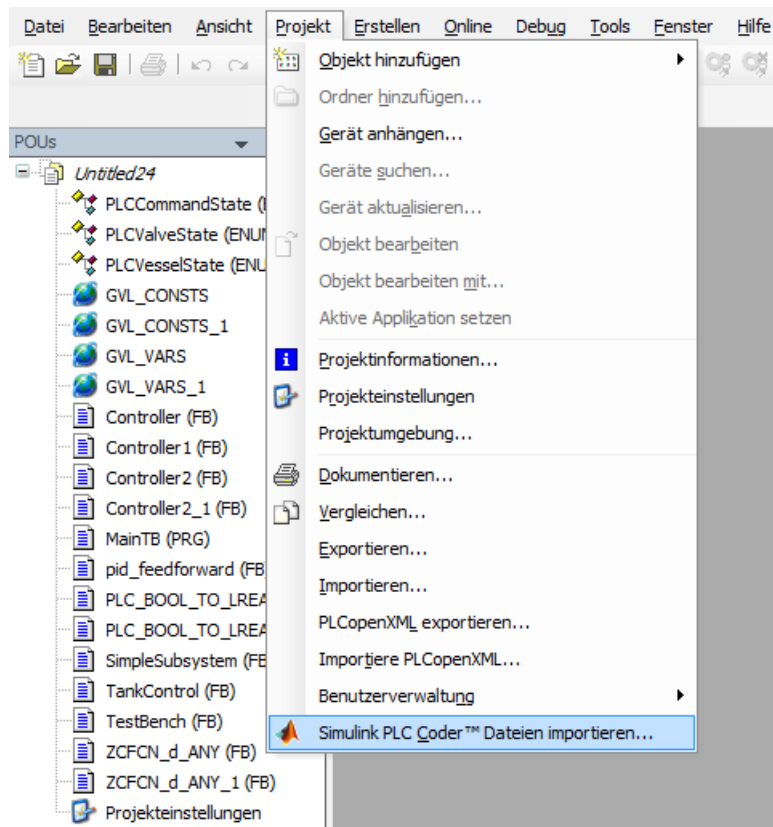 Datei Bearbeiten Ansicht Projekt Erstellen Online Debug Tools Fenster Hilfe
POUs
Untitled24
PLCCommandState (
PLCValveState (ENU
PLCVesselState (ENU
GVL_CONSTS
GVL_CONSTS_1
GVL_VARS
GVL_VARS_1
Controller (FB)
Controller1 (FB)
Controller2 (FB)
Controller2_1 (FB)
MainTB (PRG)
pid_feedforward (FB
PLC_BOOL_TO_LREA
PLC_BOOL_TO_LREA
SimpleSubsystem (FB
TankControl (FB)
TestBench (FB)
ZCFCN_d_ANY (FB)
ZCFCN_d_ANY_1 (FB)
Projekteinstellungen
Objekt hinzufügen
Ordner hinzufügen...
Gerät anhängen...
Geräte suchen...
Gerät aktualisieren...
Objekt bearbeiten
Objekt bearbeiten mit...
Aktive Applikation setzen
Projektinformationen...
Projekteinstellungen
Projektumgebung...
Dokumentieren...
Vergleichen...
Exportieren...
Importieren...
PLCopenXML exportieren...
Importiere PLCopenXML...
Benutzerverwaltung
Simulink PLC Coder™ Dateien importieren...